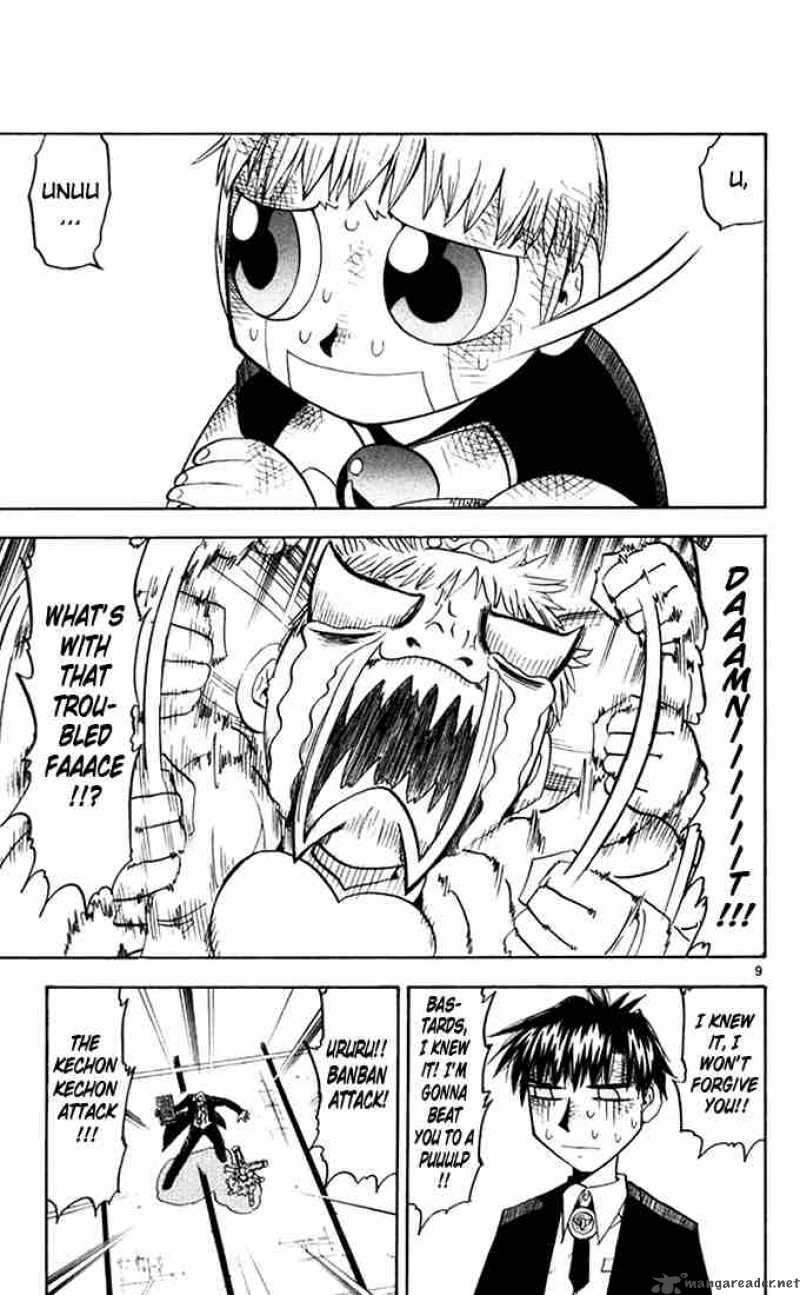 U,
UNUU
...
DAAAMNIIIIIIT!!!
WHAT'S
WITH
THAT
TROU-
BLED
FAAACE
!!?
9
I KNEW
IT, I
WON'T
FORGIVE
YOU!!
BAS-
TARDS,
I KNEW
IT! I'M
GONNA
BEAT
YOU TO A
PUUULP
!!
URURU!!
BANBAN
ATTACK!
THE
KECHON
KECHON
ATTACK
!!!
mangareader.net